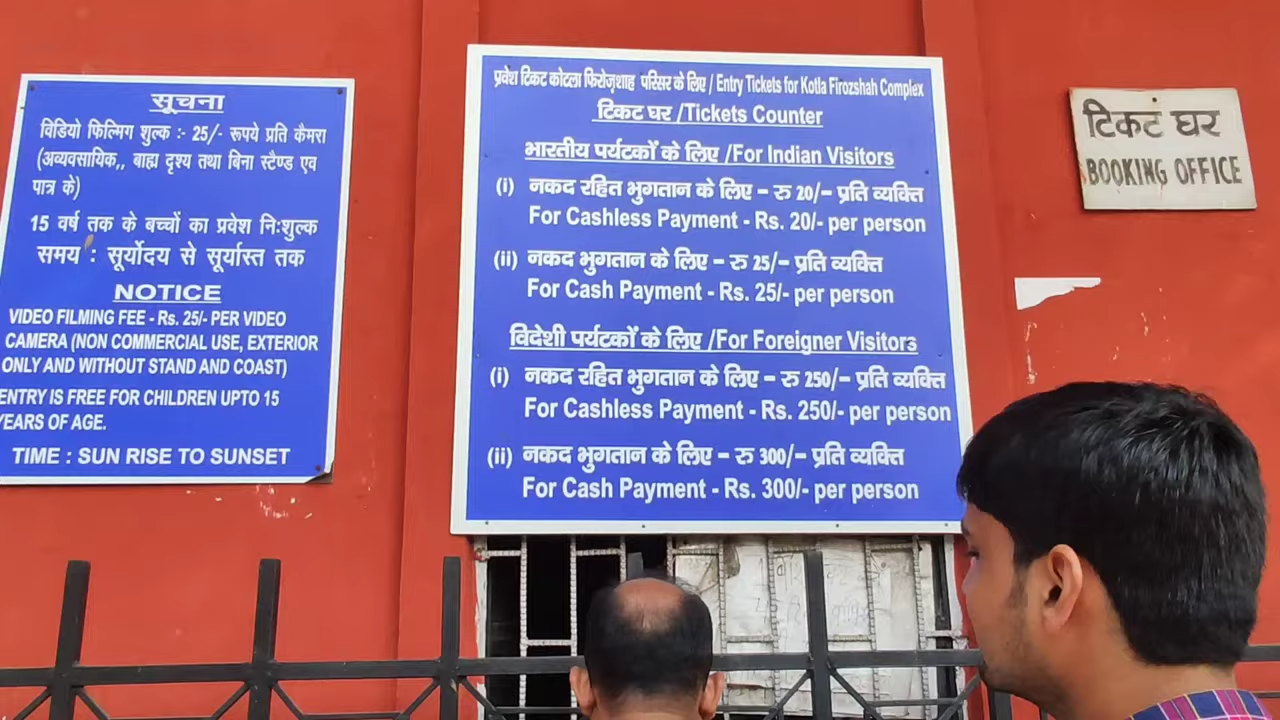 सूचना
विडियो फिल्मिग शुल्क :- 25/- रूपये प्रति कैमरा
(अव्यवसायिक,, बाह्य दृश्य तथा बिना स्टैण्ड एव
पात्र के)
15 वर्ष तक के बच्चों का प्रवेश निःशुल्क
समय : सूर्योदय से सूर्यास्त तक
NOTICE
VIDEO FILMING FEE - Rs. 25/- PER VIDEO
CAMERA (NON COMMERCIAL USE, EXTERIOR
ONLY AND WITHOUT STAND AND COAST)
ENTRY IS FREE FOR CHILDREN UPTO 15
YEARS OF AGE.
TIME : SUN RISE TO SUNSET
प्रवेश टिकट कोटला फिरोज़शाह परिसर के लिए / Entry Tickets for Kotla Firozshah Complex
टिकट घर /Tickets Counter
भारतीय पर्यटकों के लिए /For Indian Visitors
(i) नकद रहित भुगतान के लिए - रु 20/- प्रति व्यक्ति
For Cashless Payment - Rs. 20/- per person
(ii) नकद भुगतान के लिए - रु 25/- प्रति व्यक्ति
For Cash Payment - Rs. 25/- per person
विदेशी पर्यटकों के लिए /For Foreigner Visitors
(i) नकद रहित भुगतान के लिए - रु 250/- प्रति व्यक्ति
For Cashless Payment - Rs. 250/- per person
(ii) नकद भुगतान के लिए - रु 300/- प्रति व्यक्ति
For Cash Payment - Rs. 300/- per person
टिकट घर
BOOKING OFFICE